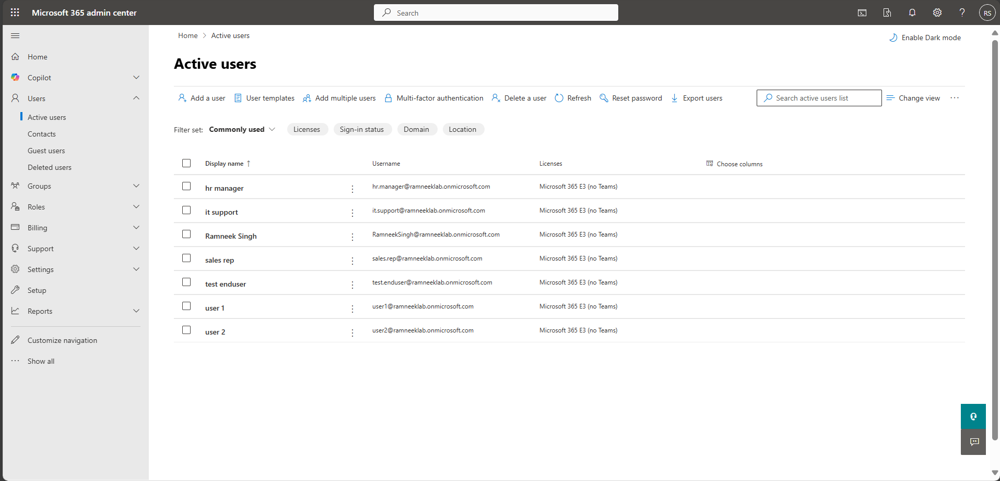 Microsoft 365 admin center
Search
RS
Home
Copilot
Users
Active users
Contacts
Guest users
Deleted users
Groups
Roles
Billing
Support
Settings
Setup
Reports
Customize navigation
Show all
Home > Active users
Enable Dark mode
Active users
Add a user User templates Add multiple users Multi-factor authentication Delete a user Refresh Reset password Export users Search active users list Change view
Filter set: Commonly used Licenses Sign-in status Domain Location
Display name ↑ Username Licenses Choose columns
hr manager hr.manager@ramneeklab.onmicrosoft.com Microsoft 365 E3 (no Teams)
it support it.support@ramneeklab.onmicrosoft.com Microsoft 365 E3 (no Teams)
Ramneek Singh RamneekSingh@ramneeklab.onmicrosoft.com Microsoft 365 E3 (no Teams)
sales rep sales.rep@ramneeklab.onmicrosoft.com Microsoft 365 E3 (no Teams)
test enduser test.enduser@ramneeklab.onmicrosoft.com Microsoft 365 E3 (no Teams)
user 1 user1@ramneeklab.onmicrosoft.com Microsoft 365 E3 (no Teams)
user 2 user2@ramneeklab.onmicrosoft.com Microsoft 365 E3 (no Teams)